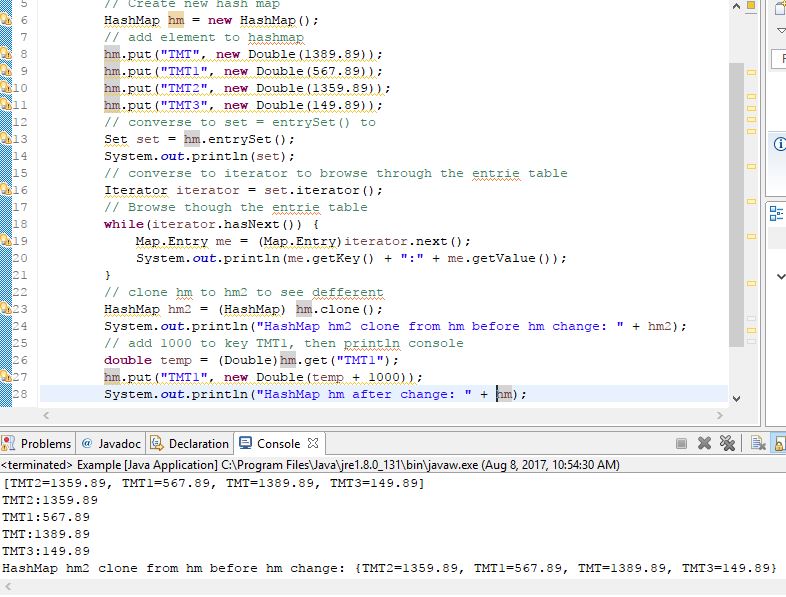 5 // Create new hash map
6 HashMap hm = new HashMap();
7 // add element to hashmap
8 hm.put("TMT", new Double(1389.89));
9 hm.put("TMT1", new Double(567.89));
10 hm.put("TMT2", new Double(1359.89));
11 hm.put("TMT3", new Double(149.89));
12 // converse to set = entrySet() to
13 Set set = hm.entrySet();
14 System.out.println(set);
15 // converse to iterator to browse through the entrie table
16 Iterator iterator = set.iterator();
17 // Browse though the entrie table
18 while(iterator.hasNext()) {
19 Map.Entry me = (Map.Entry)iterator.next();
20 System.out.println(me.getKey() + ":" + me.getValue());
21 }
22 // clone hm to hm2 to see defferent
23 HashMap hm2 = (HashMap) hm.clone();
24 System.out.println("HashMap hm2 clone from hm before hm change: " + hm2);
25 // add 1000 to key TMT1, then println console
26 double temp = (Double)hm.get("TMT1");
27 hm.put("TMT1", new Double(temp + 1000));
28 System.out.println("HashMap hm after change: " + hm);
Problems @ Javadoc Declaration Console
<terminated> Example [Java Application] C:\Program Files\Java\jre1.8.0_131\bin\javaw.exe (Aug 8, 2017, 10:54:30 AM)
[TMT2=1359.89, TMT1=567.89, TMT=1389.89, TMT3=149.89]
TMT2:1359.89
TMT1:567.89
TMT:1389.89
TMT3:149.89
HashMap hm2 clone from hm before hm change: {TMT2=1359.89, TMT1=567.89, TMT=1389.89, TMT3=149.89}